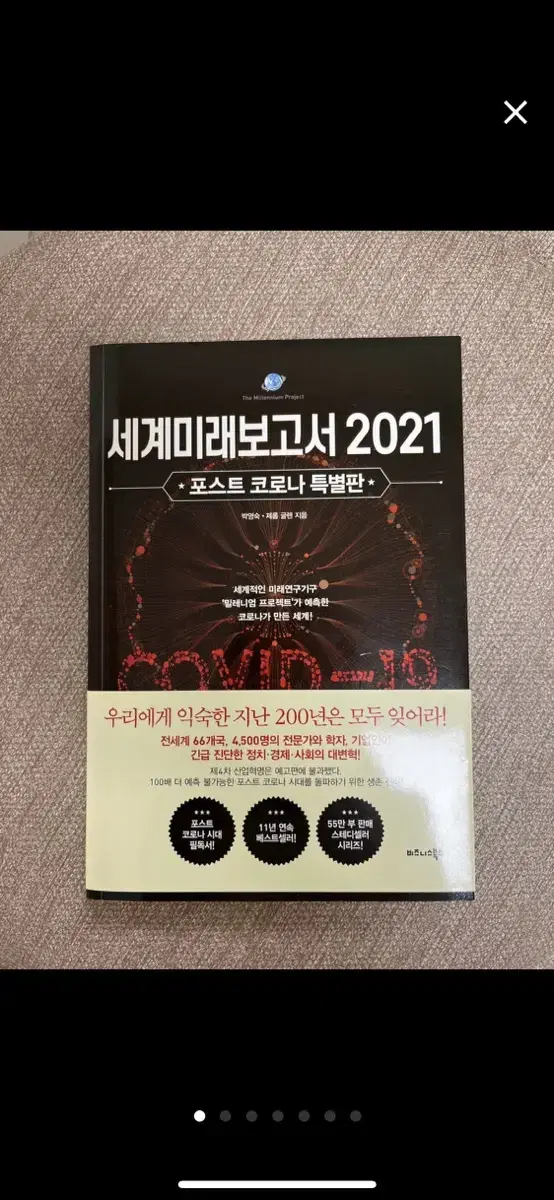 The Millennium Project
세계미래보고서 2021
★ 포스트 코로나 특별판 ★
박영숙 · 제롬 글렌 지음
세계적인 미래연구기구
'밀레니엄 프로젝트'가 예측한
코로나가 만든 세계!
COVID-19
우리에게 익숙한 지난 200년은 모두 잊어라!
전세계 66개국, 4,500명의 전문가와 학자, 기업인이
긴급 진단한 정치·경제·사회의 대변혁!
제4차 산업혁명은 예고편에 불과했다.
100배 더 예측 불가능한 포스트 코로나 시대를 돌파하기 위한 생존
★★★
포스트
코로나 시대
필독서!
★★★
11년 연속
베스트셀러!
★★★
55만 부 판매
스테디셀러
시리즈!
비즈니스북스